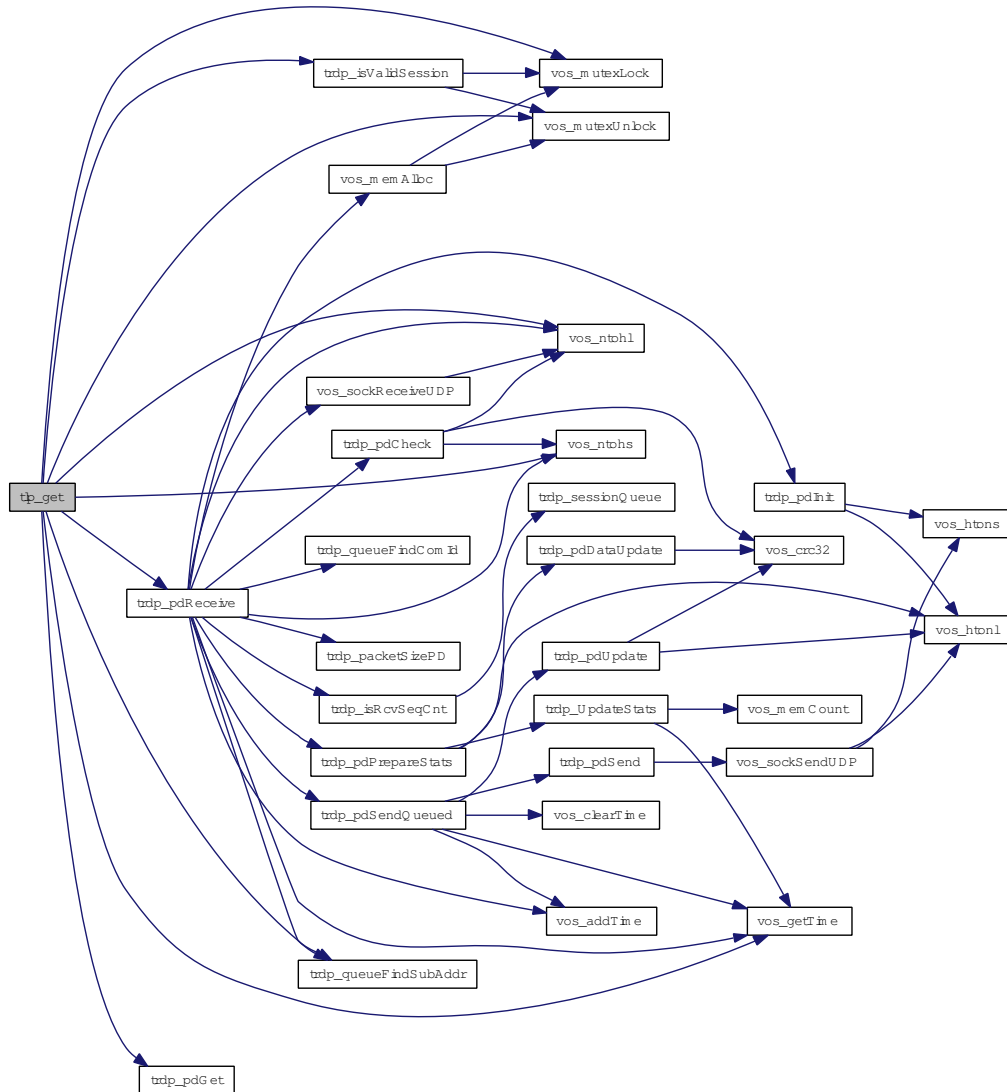 trdp_isValidSession
vos_mutexLock
vos_mutexUnlock
vos_memAlloc
vos_ntohl
vos_sockReceiveUDP
trdp_pdCheck
vos_ntohs
tlp_get
trdp_sessionQueue
trdp_pdInit
vos_htons
trdp_queueFindComId
trdp_pdDataUpdate
vos_crc32
trdp_pdReceive
vos_htonl
trdp_packetSizePD
trdp_pdUpdate
trdp_isRcvSeqCnt
trdp_UpdateStats
vos_memCount
trdp_pdPrepareStats
trdp_pdSend
vos_sockSendUDP
trdp_pdSendQueued
vos_clearTime
vos_addTime
vos_getTime
trdp_queueFindSubAddr
trdp_pdGet